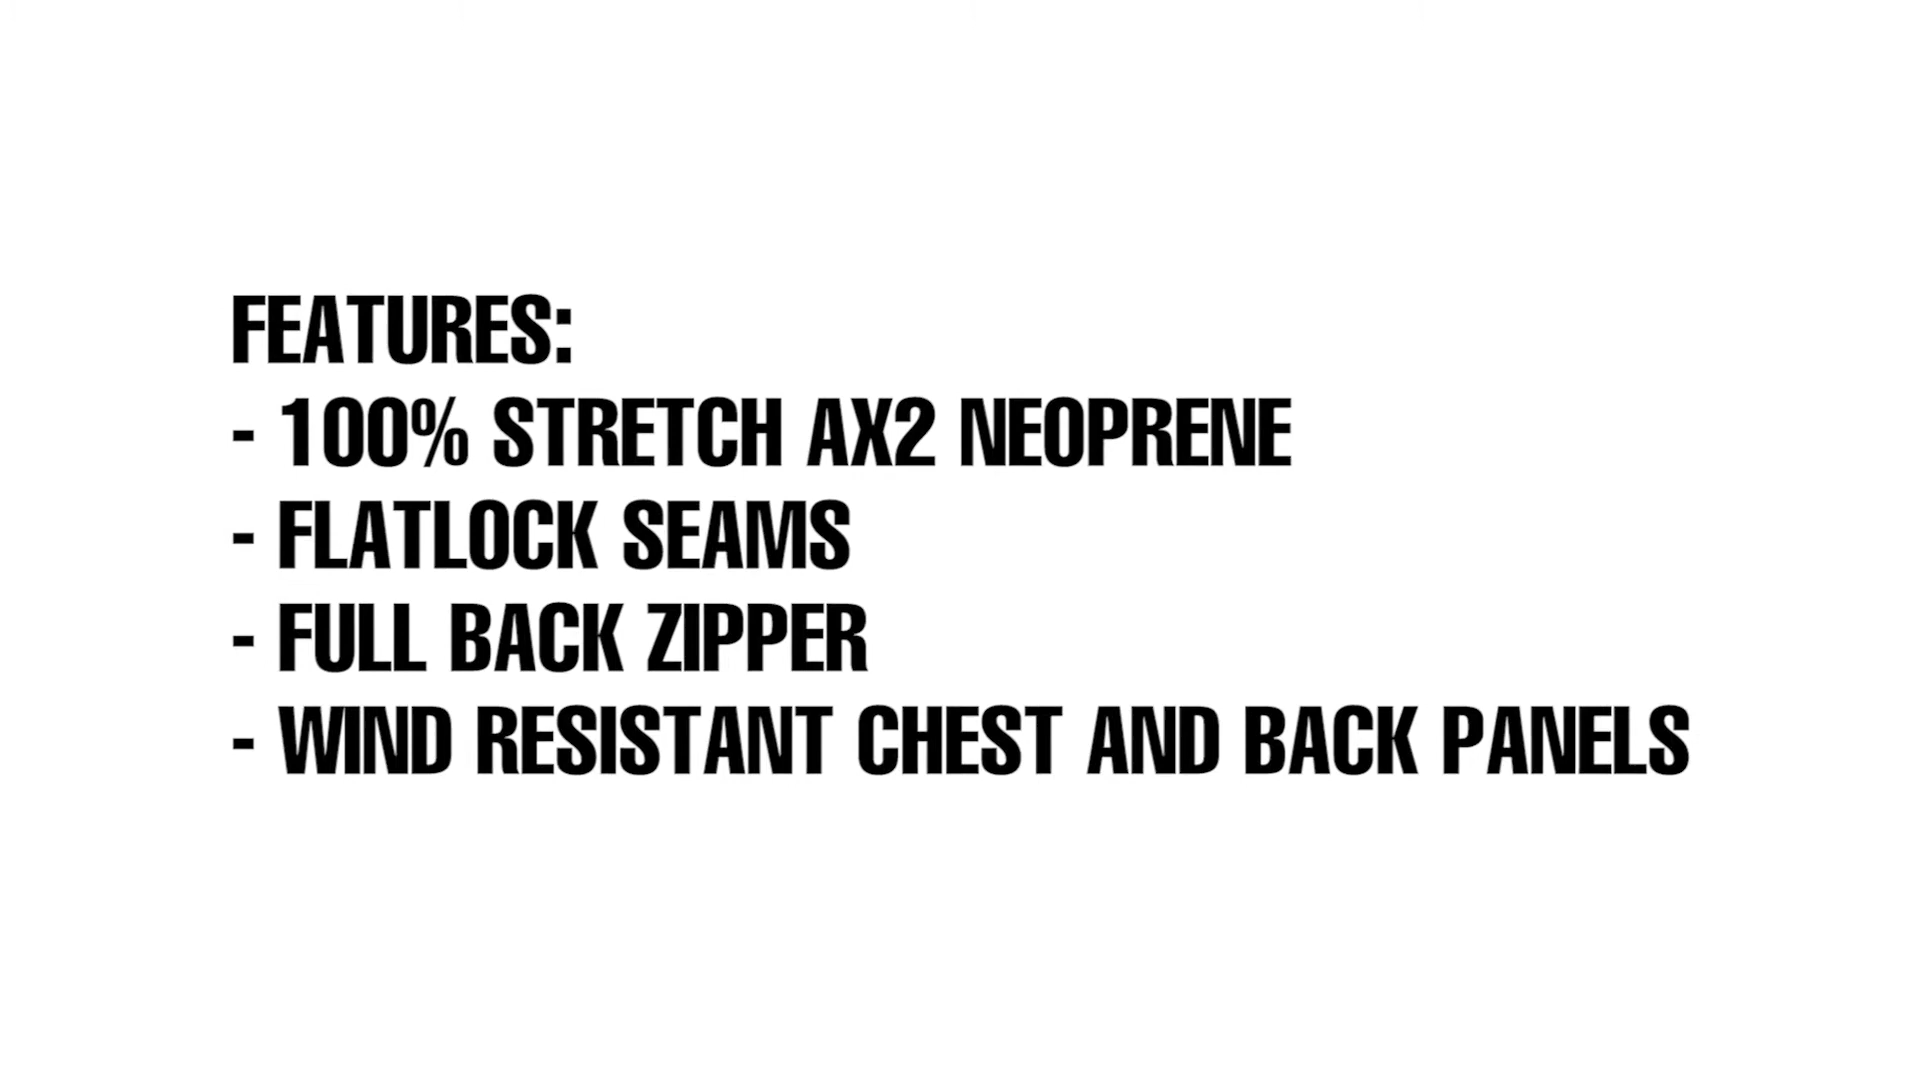 FEATURES:
- 100% STRETCH AX2 NEOPRENE
- FLATLOCK SEAMS
- FULL BACK ZIPPER
- WIND RESISTANT CHEST AND BACK PANELS